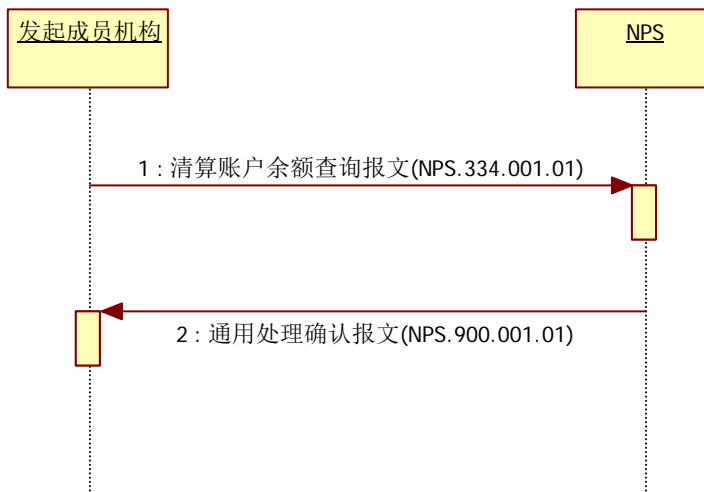 发起成员机构
NPS
1 : 清算账户余额查询报文(NPS.334.001.01)
2 : 通用处理确认报文(NPS.900.001.01)